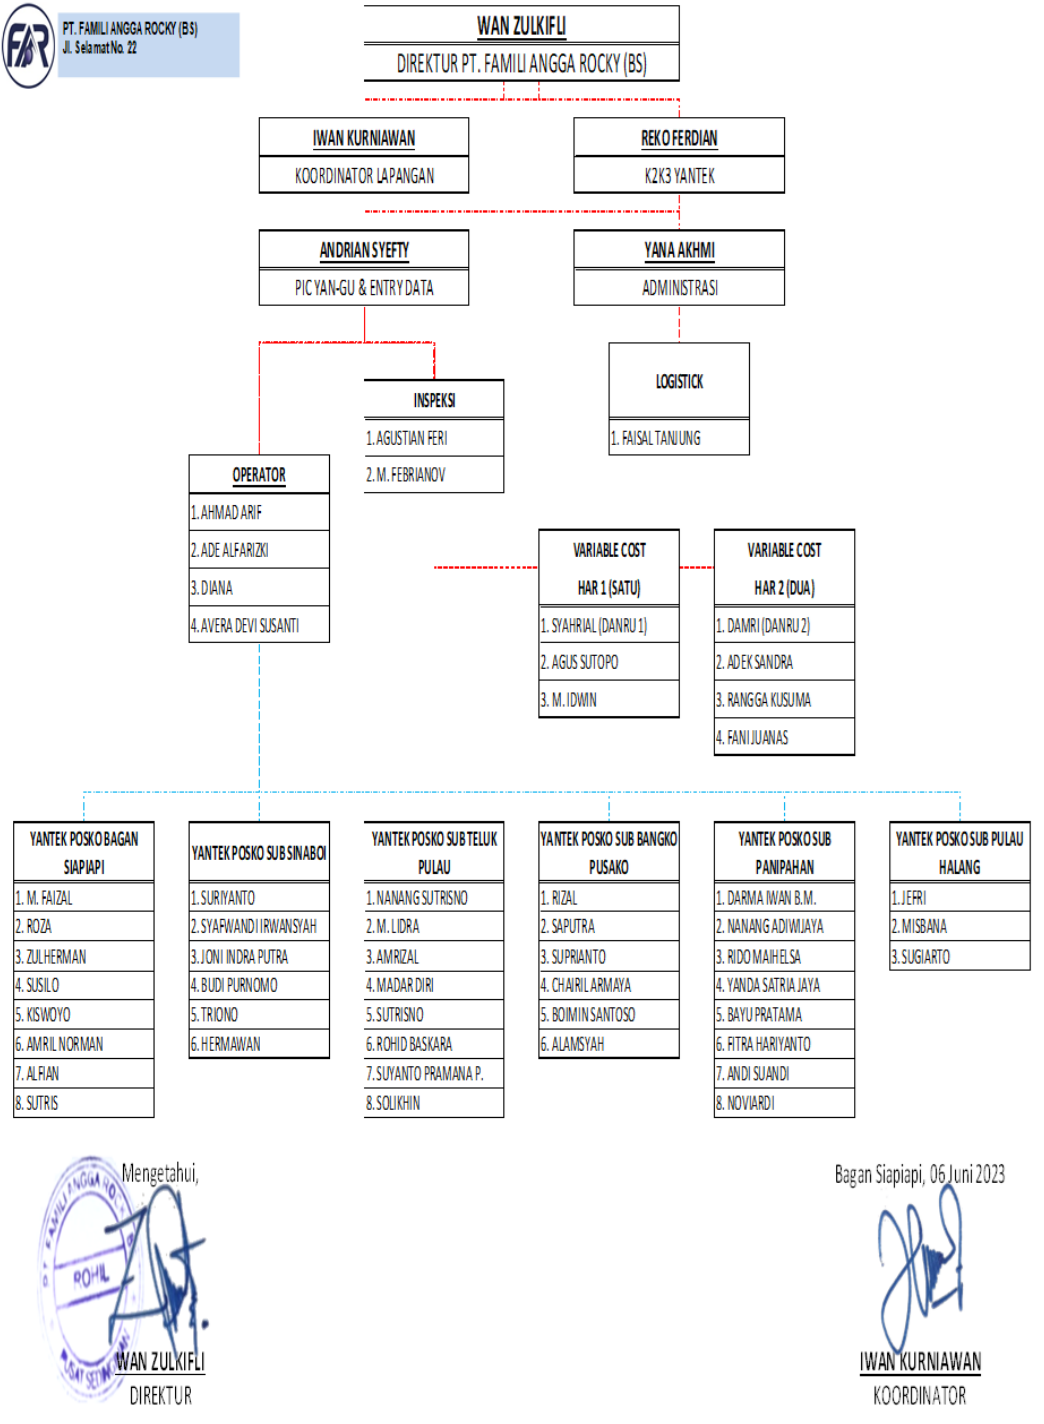 FAR
PT. FAMILI ANGGA ROCKY (BS)
Jl. Selamat No. 22
WAN ZULKIFLI
DIREKTUR PT. FAMILI ANGGA ROCKY (BS)
IWAN KURNIAWAN
KOORDINATOR LAPANGAN
REKO FERDIAN
K2K3 YANTEK
ANDRIAN SYEFTY
PIC YAN-GU & ENTRY DATA
YANA AKHMI
ADMINISTRASI
LOGISTICK
1. FAISAL TANJUNG
INSPEKSI
1. AGUSTIAN FERI
2. M. FEBRIANOV
OPERATOR
1. AHMAD ARIF
2. ADE ALFARIZKI
3. DIANA
4. AVERA DEVI SUSANTI
VARIABLE COST
HAR 1 (SATU)
1. SYAHRIAL (DANRU 1)
2. AGUS SUTOPO
3. M. IDWIN
VARIABLE COST
HAR 2 (DUA)
1. DAMRI (DANRU 2)
2. ADEK SANDRA
3. RANGGA KUSUMA
4. FANI JUANAS
YANTEK POSKO BAGAN
SIAPIAPI
1. M. FAIZAL
2. ROZA
3. ZULHERMAN
4. SUSILO
5. KISWOYO
6. AMRIL NORMAN
7. ALFIAN
8. SUTRIS
YANTEK POSKO SUB SINABOI
1. SURIYANTO
2. SYAFWANDI IRWANSYAH
3. JONI INDRA PUTRA
4. BUDI PURNOMO
5. TRIONO
6. HERMAWAN
YANTEK POSKO SUB TELUK
PULAU
1. NANANG SUTRISNO
2. M. LIDRA
3. AMRIZAL
4. MADAR DIRI
5. SUTRISNO
6. ROHID BASKARA
7. SUYANTO PRAMANA P.
8. SOLIKHIN
YANTEK POSKO SUB BANGKO
PUSAKO
1. RIZAL
2. SAPUTRA
3. SUPRIANTO
4. CHAIRIL ARMAYA
5. BOIMIN SANTOSO
6. ALAMSYAH
YANTEK POSKO SUB
PANIPAHAN
1. DARMA IWAN B.M.
2. NANANG ADIWIJAYA
3. RIDO MAIHELSA
4. YANDA SATRIA JAYA
5. BAYU PRATAMA
6. FITRA HARIYANTO
7. ANDI SUANDI
8. NOVIARDI
YANTEK POSKO SUB PULAU
HALANG
1. JEFRI
2. MISBANA
3. SUGIARTO
Mengetahui,
PT. FAMILI ANGGA
ROHIL
WAN ZULKIFLI
DIREKTUR
Bagan Siapiapi, 06 Juni 2023
IWAN KURNIAWAN
KOORDINATOR